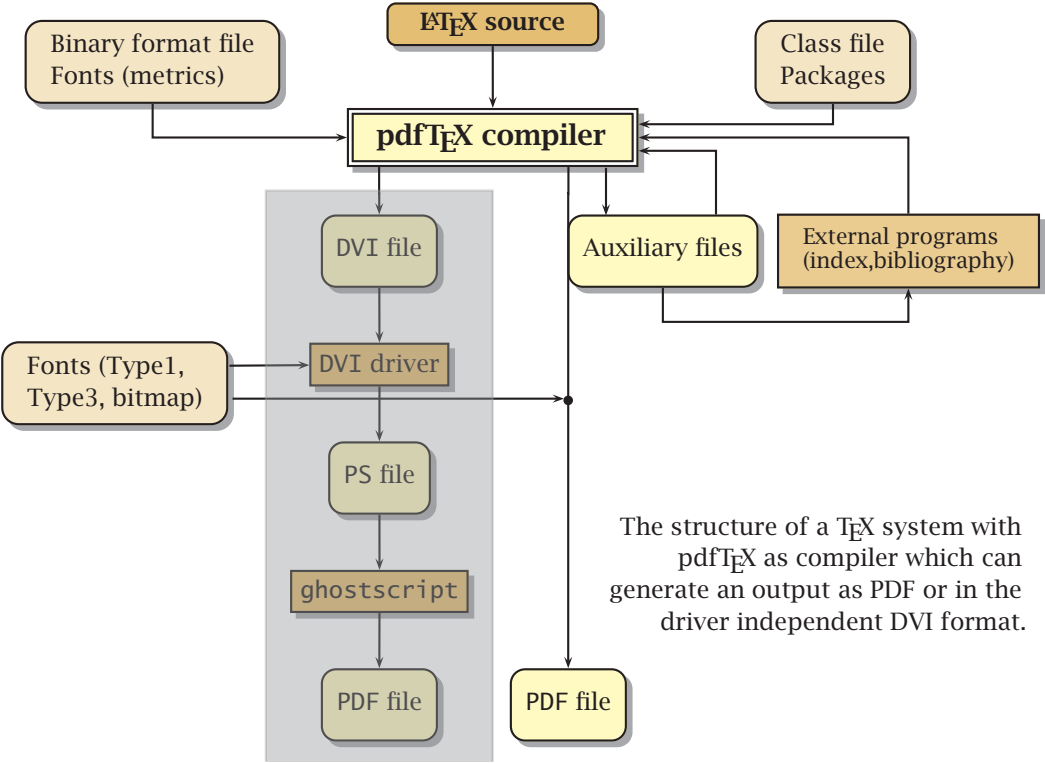 LATEX source
Binary format file
Fonts (metrics)
Class file
Packages
pdfTEX compiler
DVI file
Auxiliary files
External programs
(index,bibliography)
Fonts (Type1,
Type3, bitmap)
DVI driver
PS file
ghostscript
PDF file
PDF file
The structure of a TEX system with
pdfTEX as compiler which can
generate an output as PDF or in the
driver independent DVI format.